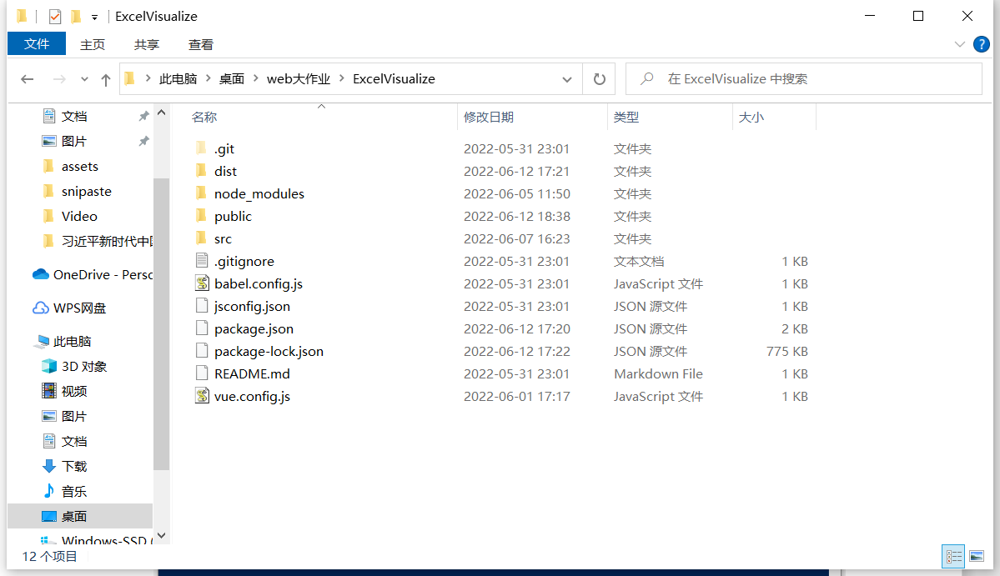 ExcelVisualize
文件 主页 共享 查看
此电脑 桌面 web大作业 ExcelVisualize
在 ExcelVisualize 中搜索
文档
图片
assets
snipaste
Video
习近平新时代中国
OneDrive - Perso
WPS网盘
此电脑
3D 对象
视频
图片
文档
下载
音乐
桌面
Windows-SSD (
名称 修改日期 类型 大小
.git 2022-05-31 23:01 文件夹
dist 2022-06-12 17:21 文件夹
node_modules 2022-06-05 11:50 文件夹
public 2022-06-12 18:38 文件夹
src 2022-06-07 16:23 文件夹
.gitignore 2022-05-31 23:01 文本文档 1 KB
babel.config.js 2022-05-31 23:01 JavaScript 文件 1 KB
jsconfig.json 2022-05-31 23:01 JSON 源文件 1 KB
package.json 2022-06-12 17:20 JSON 源文件 2 KB
package-lock.json 2022-06-12 17:22 JSON 源文件 775 KB
README.md 2022-05-31 23:01 Markdown File 1 KB
vue.config.js 2022-06-01 17:17 JavaScript 文件 1 KB
12 个项目